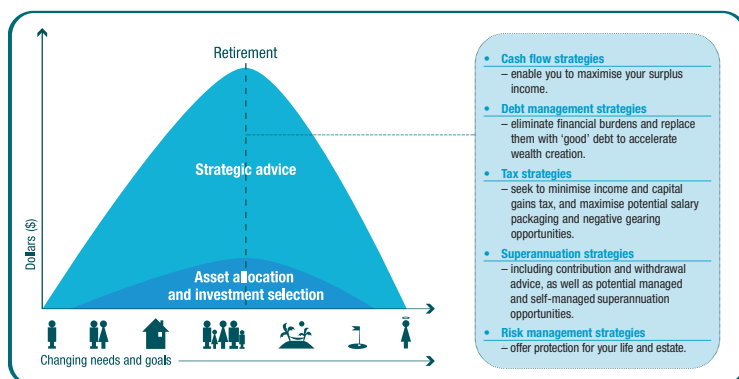 Retirement
Strategic advice
Asset allocation
and investment selection
Dollars ($)
Changing needs and goals
• Cash flow strategies
– enable you to maximise your surplus
income.
• Debt management strategies
– eliminate financial burdens and replace
them with ‘good’ debt to accelerate
wealth creation.
• Tax strategies
– seek to minimise income and capital
gains tax, and maximise potential salary
packaging and negative gearing
opportunities.
• Superannuation strategies
– including contribution and withdrawal
advice, as well as potential managed
and self-managed superannuation
opportunities.
• Risk management strategies
– offer protection for your life and estate.